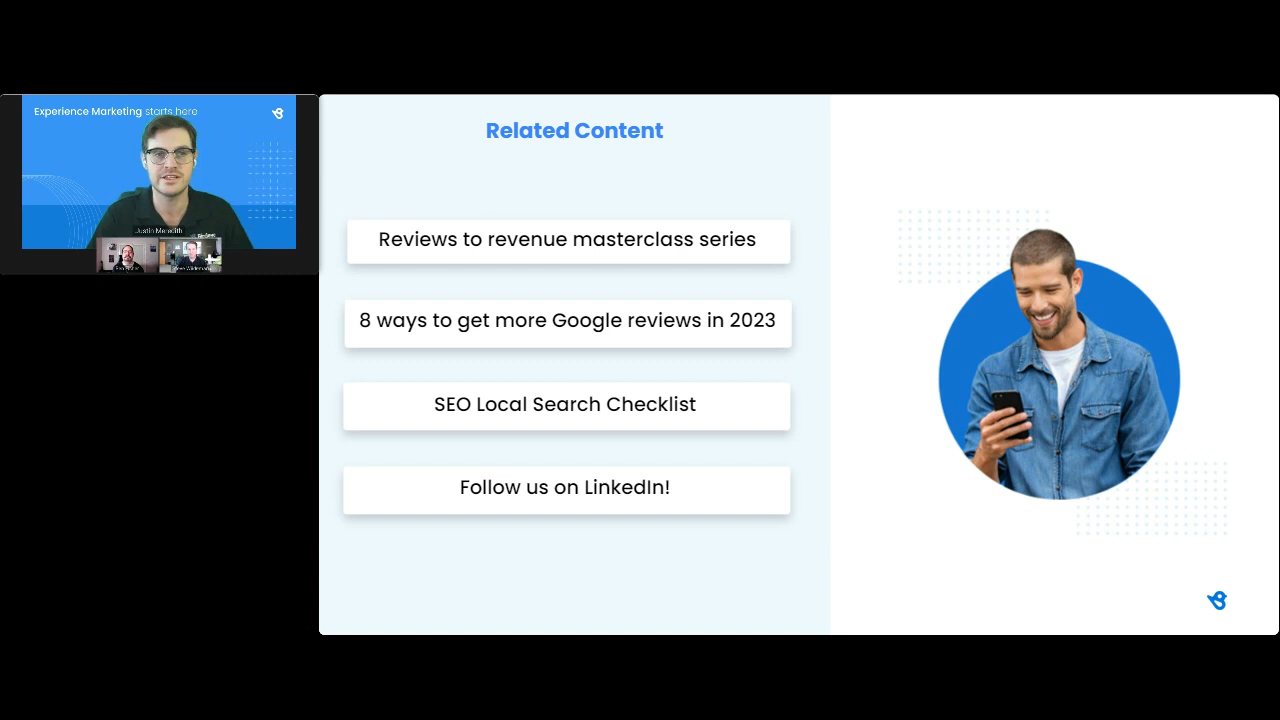 Experience Marketing starts here
Justin Meredith
Related Content
Reviews to revenue masterclass series
8 ways to get more Google reviews in 2023
SEO Local Search Checklist
Follow us on LinkedIn!